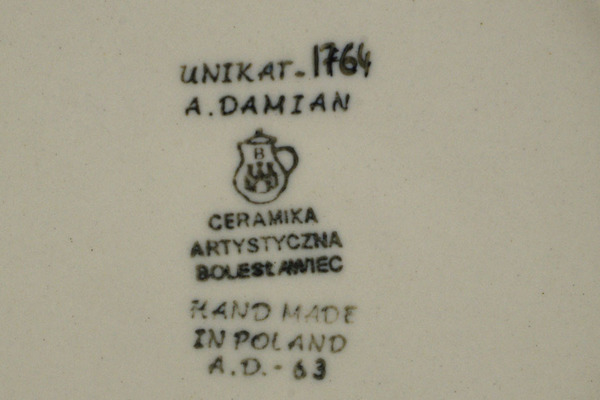 UNIKAT-1764
A.DAMIAN
B
CERAMIKA
ARTYSTYCZNA
BOLESŁAWIEC
HAND MADE
IN POLAND
A.D.-63